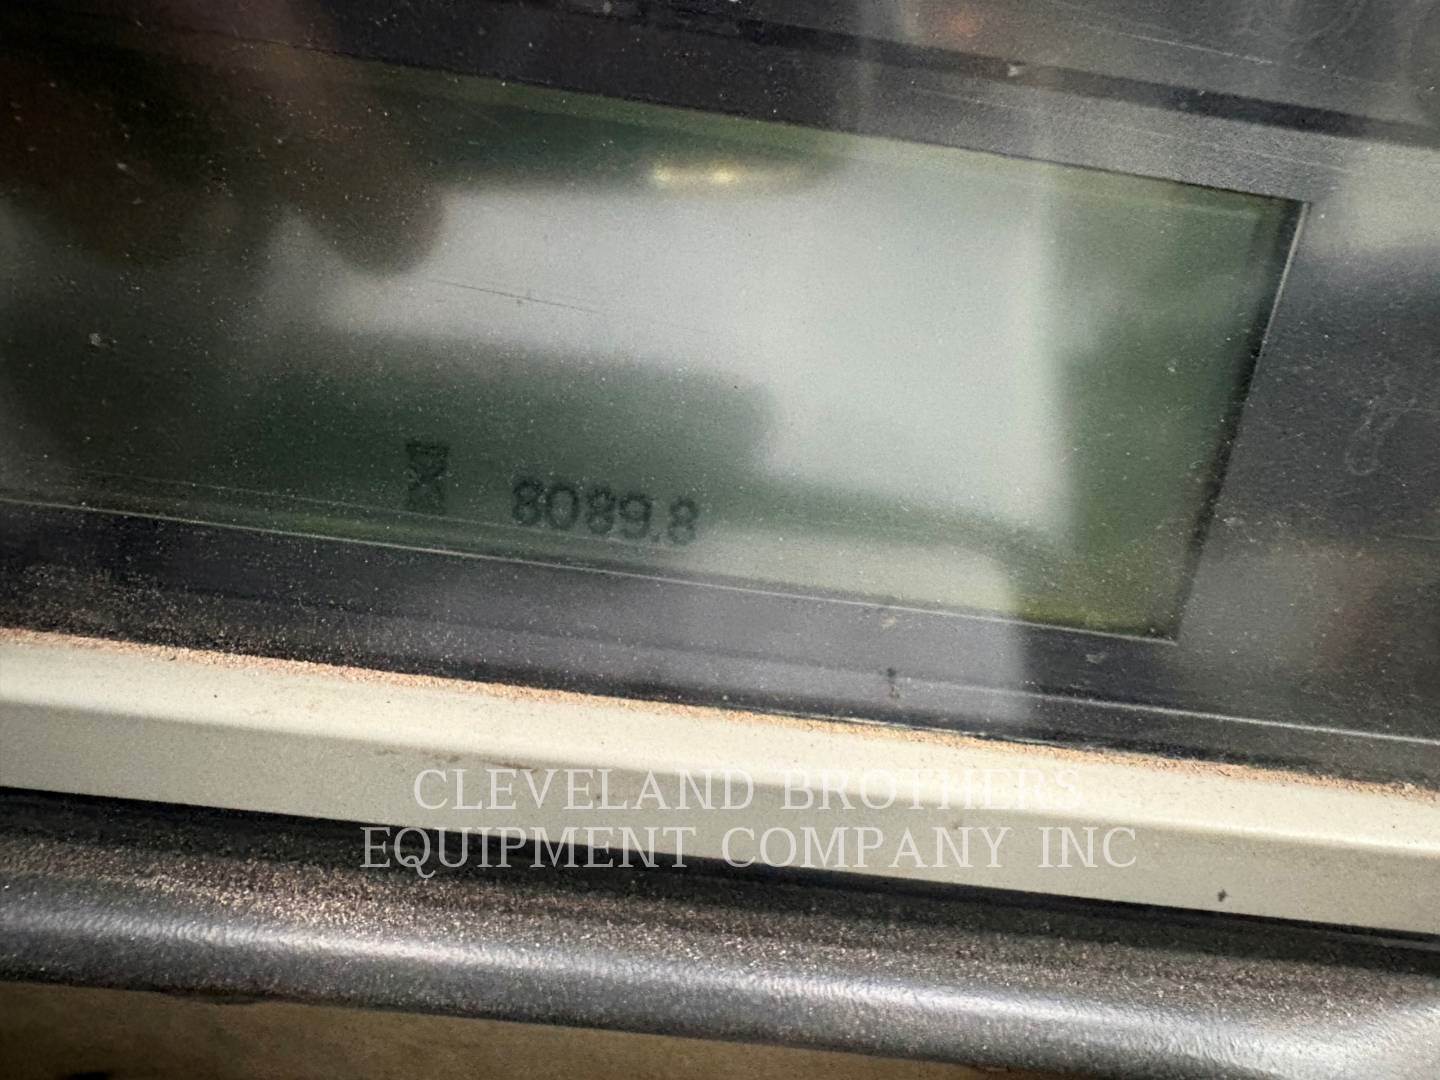 8089.8
CLEVELAND BROTHERS
EQUIPMENT COMPANY INC